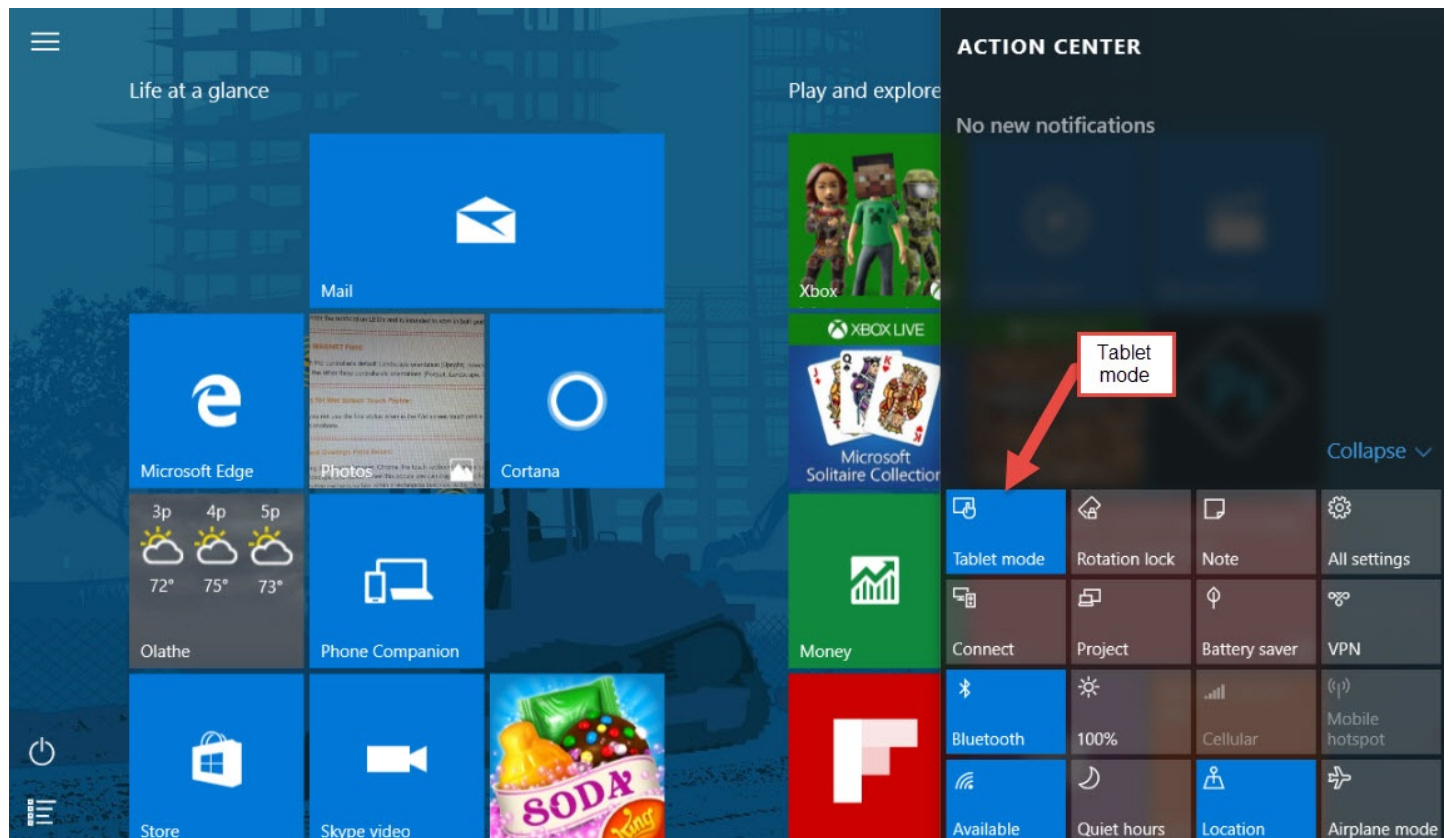 Life at a glance
Play and explore
ACTION CENTER
No new notifications
Mail
Xbox
XBOX LIVE
Tablet
mode
Microsoft Edge
Photos
Cortana
Microsoft
Solitaire Collection
Collapse
3p 4p 5p
72° 75° 73°
Olathe
Phone Companion
Money
Tablet mode
Rotation lock
Note
All settings
Connect
Project
Battery saver
VPN
Bluetooth
100%
Cellular
Mobile
hotspot
Store
Skype video
SODA
King
Available
Quiet hours
Location
Airplane mode